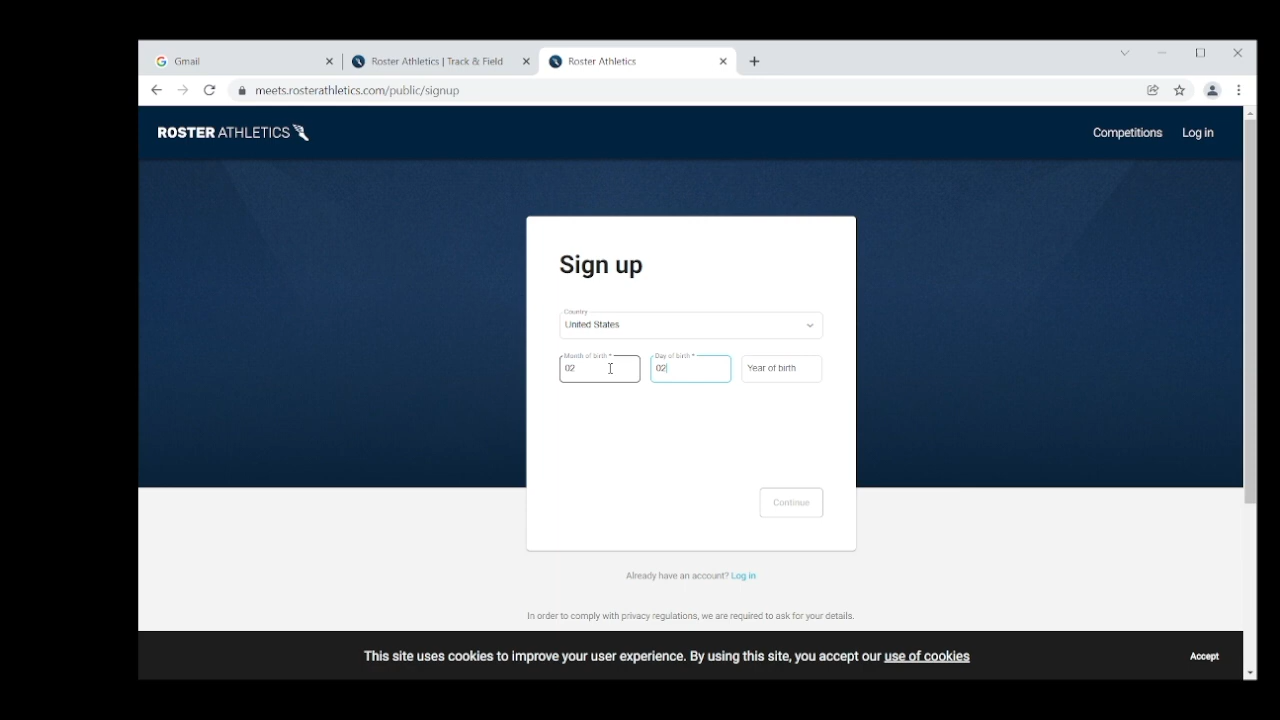 Gmail
Roster Athletics | Track & Field
Roster Athletics
meets.rosterathletics.com/public/signup
ROSTER ATHLETICS
Competitions
Log in
Sign up
Country
United States
Month of birth *
02
Day of birth *
02
Year of birth
Continue
Already have an account? Log in
In order to comply with privacy regulations, we are required to ask for your details.
This site uses cookies to improve your user experience. By using this site, you accept our use of cookies
Accept